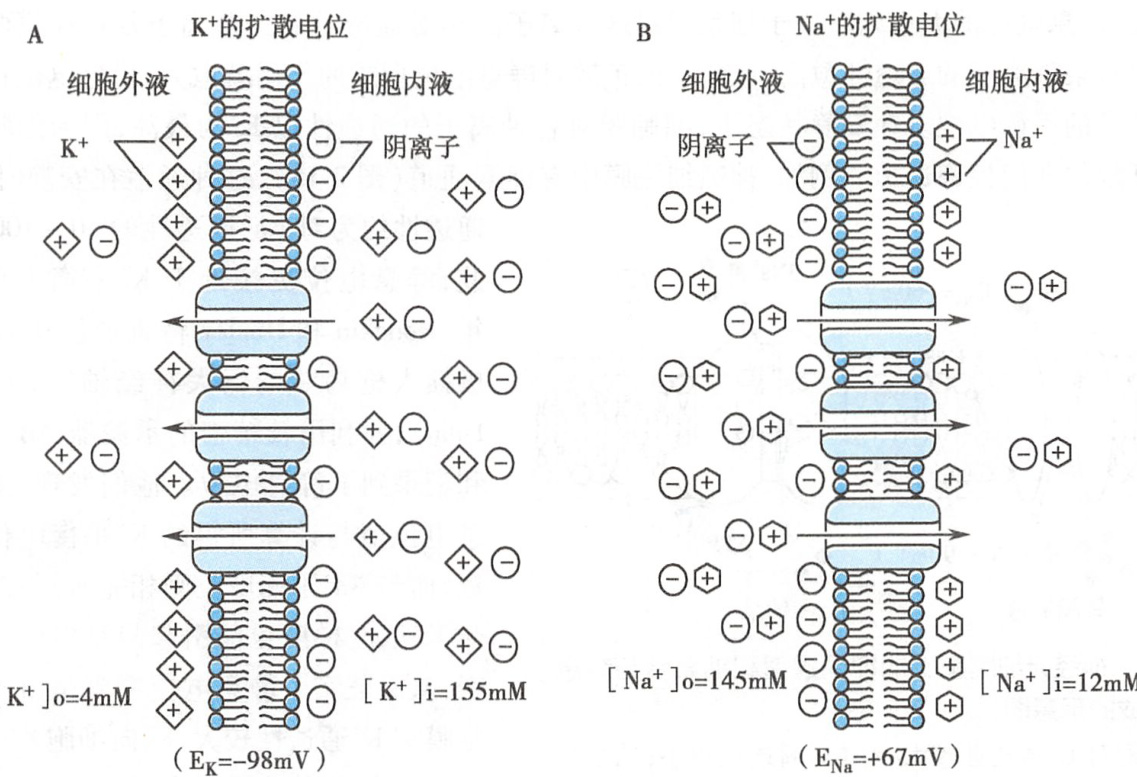 A
K⁺的扩散电位
细胞外液
细胞内液
K⁺
阴离子
K⁺]o=4mM
[K⁺]i=155mM
(E_K=−98mV)
B
Na⁺的扩散电位
细胞外液
细胞内液
阴离子
Na⁺
[Na⁺]o=145mM
[Na⁺]i=12mM
(E_Na=+67mV)